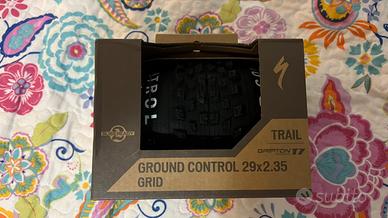 TROL
TRAIL
GRIPTON T7
GROUND CONTROL 29x2.35
GRID
subito